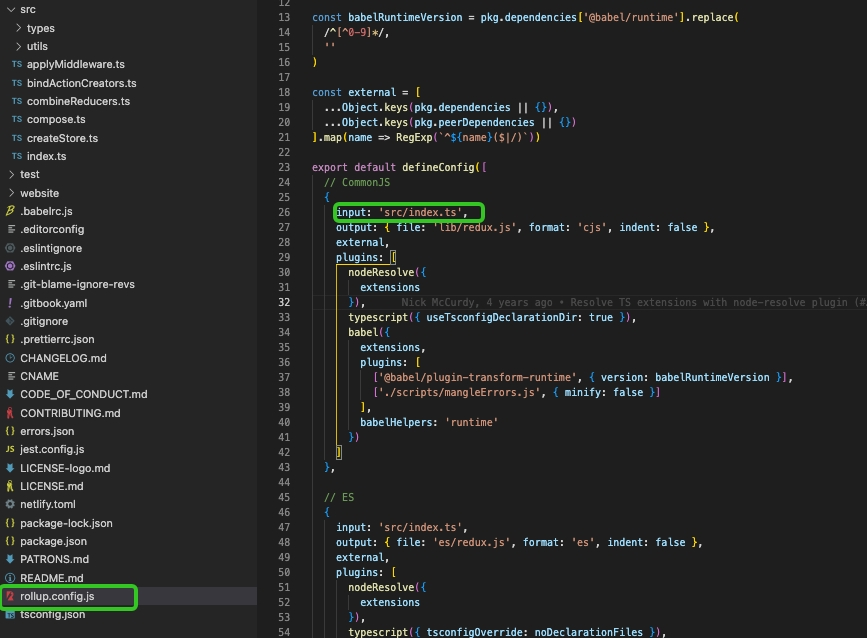 src
types
utils
TS applyMiddleware.ts
TS bindActionCreators.ts
TS combineReducers.ts
TS compose.ts
TS createStore.ts
TS index.ts
test
website
.babelrc.js
.editorconfig
.eslintignore
.eslintrc.js
.git-blame-ignore-revs
! .gitbook.yaml
.gitignore
{} .prettierrc.json
CHANGELOG.md
CNAME
CODE_OF_CONDUCT.md
CONTRIBUTING.md
{} errors.json
JS jest.config.js
LICENSE-logo.md
LICENSE.md
netlify.toml
{} package-lock.json
{} package.json
PATRONS.md
README.md
rollup.config.js
TS tsconfig.json
12
13 const babelRuntimeVersion = pkg.dependencies['@babel/runtime'].replace(
14 /^[^0-9]*/,
15 ''
16 )
17
18 const external = [
19 ...Object.keys(pkg.dependencies || {}),
20 ...Object.keys(pkg.peerDependencies || {})
21 ].map(name => RegExp(`^${name}($|/)`))
22
23 export default defineConfig([
24 // CommonJS
25 {
26 input: 'src/index.ts',
27 output: { file: 'lib/redux.js', format: 'cjs', indent: false },
28 external,
29 plugins: [
30 nodeResolve({
31 extensions
32 }), Nick McCurdy, 4 years ago • Resolve TS extensions with node-resolve plugin (#
33 typescript({ useTsconfigDeclarationDir: true }),
34 babel({
35 extensions,
36 plugins: [
37 ['@babel/plugin-transform-runtime', { version: babelRuntimeVersion }],
38 ['./scripts/mangleErrors.js', { minify: false }]
39 ],
40 babelHelpers: 'runtime'
41 })
42 ]
43 },
44
45 // ES
46 {
47 input: 'src/index.ts',
48 output: { file: 'es/redux.js', format: 'es', indent: false },
49 external,
50 plugins: [
51 nodeResolve({
52 extensions
53 }),
54 typescript({ tsconfigOverride: noDeclarationFiles }),